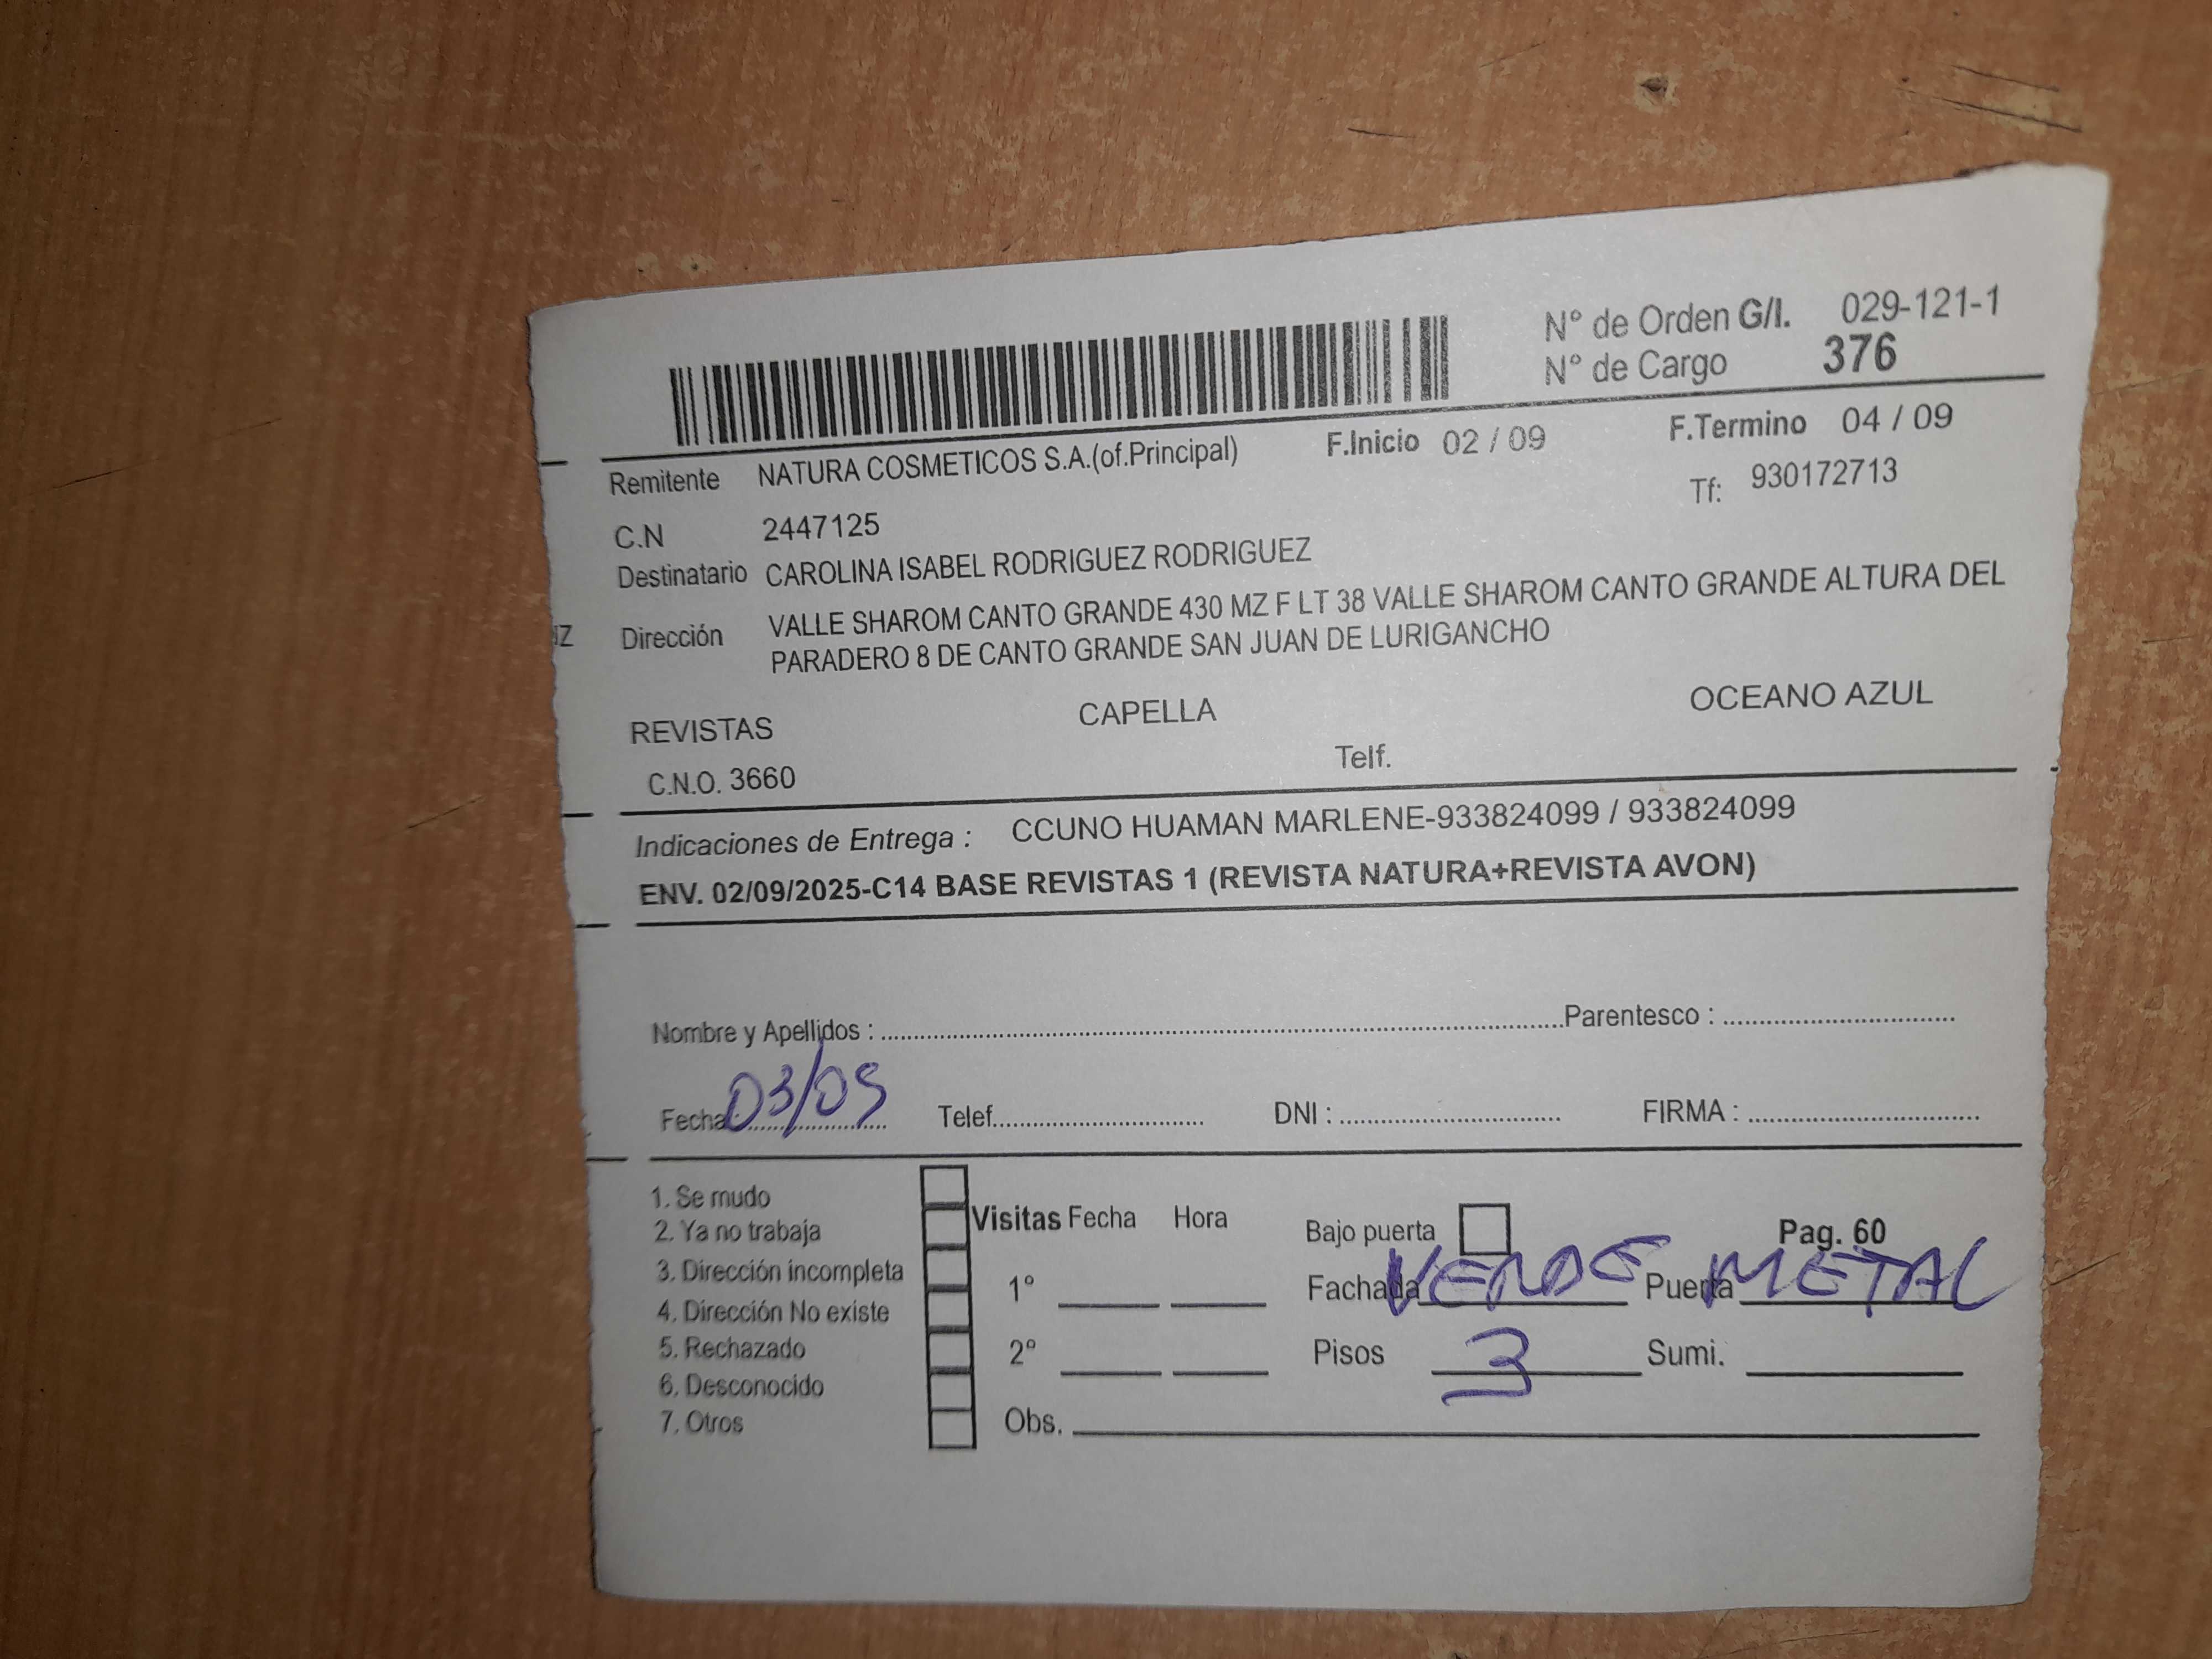 N° de Orden G/I. 029-121-1
N° de Cargo 376
Remitente NATURA COSMETICOS S.A.(of.Principal) F.Inicio 02 / 09 F.Termino 04 / 09
C.N 2447125 Tf: 930172713
Destinatario CAROLINA ISABEL RODRIGUEZ RODRIGUEZ
IZ Dirección VALLE SHAROM CANTO GRANDE 430 MZ F LT 38 VALLE SHAROM CANTO GRANDE ALTURA DEL
PARADERO 8 DE CANTO GRANDE SAN JUAN DE LURIGANCHO
REVISTAS CAPELLA OCEANO AZUL
C.N.O. 3660 Telf.
Indicaciones de Entrega : CCUNO HUAMAN MARLENE-933824099 / 933824099
ENV. 02/09/2025-C14 BASE REVISTAS 1 (REVISTA NATURA+REVISTA AVON)
Nombre y Apellidos : Parentesco :
Fecha 03/09 Telef. DNI : FIRMA :
1. Se mudo
2. Ya no trabaja Visitas Fecha Hora Bajo puerta Pag. 60
3. Dirección incompleta 1° Fachada VERDE Puerta METAL
4. Dirección No existe
5. Rechazado 2° Pisos 3 Sumi.
6. Desconocido
7. Otros Obs.